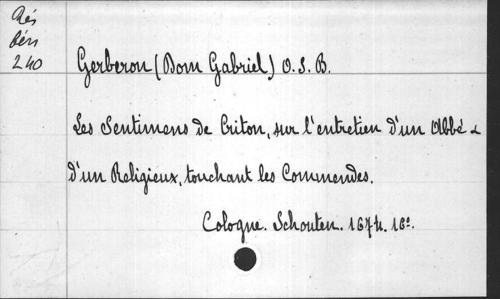 Rés
Bén
240
Gerberon (Dom Gabriel) O. S. B.
Les Sentimens de Criton, sur l'entretien d'un Abbé &
d'un Religieux, touchant les Commendes.
Cologne. Schouten. 1674. 16º.